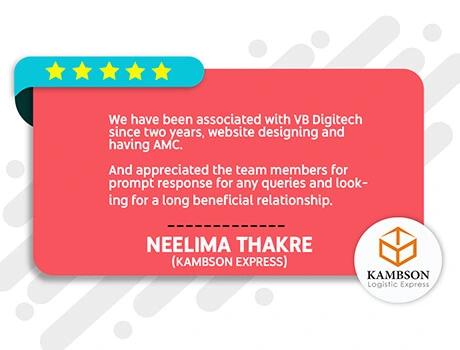 We have been associated with VB Digitech
since two years, website designing and
having AMC.
And appreciated the team members for
prompt response for any queries and look-
ing for a long beneficial relationship.
NEELIMA THAKRE
(KAMBSON EXPRESS)
KAMBSON
Logistic Express